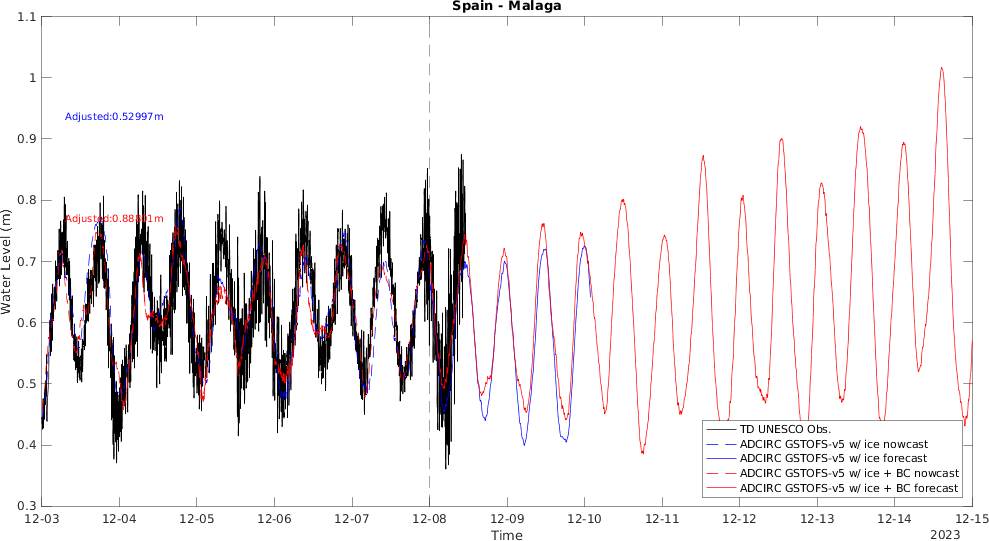 Spain - Malaga
1.1
1
0.9
0.8
0.7
0.6
0.5
0.4
0.3
Water Level (m)
Adjusted:0.52997m
Adjusted:0.88801m
TD UNESCO Obs.
ADCIRC GSTOFS-v5 w/ ice nowcast
ADCIRC GSTOFS-v5 w/ ice forecast
ADCIRC GSTOFS-v5 w/ ice + BC nowcast
ADCIRC GSTOFS-v5 w/ ice + BC forecast
12-03 12-04 12-05 12-06 12-07 12-08 12-09 12-10 12-11 12-12 12-13 12-14 12-15
Time
2023